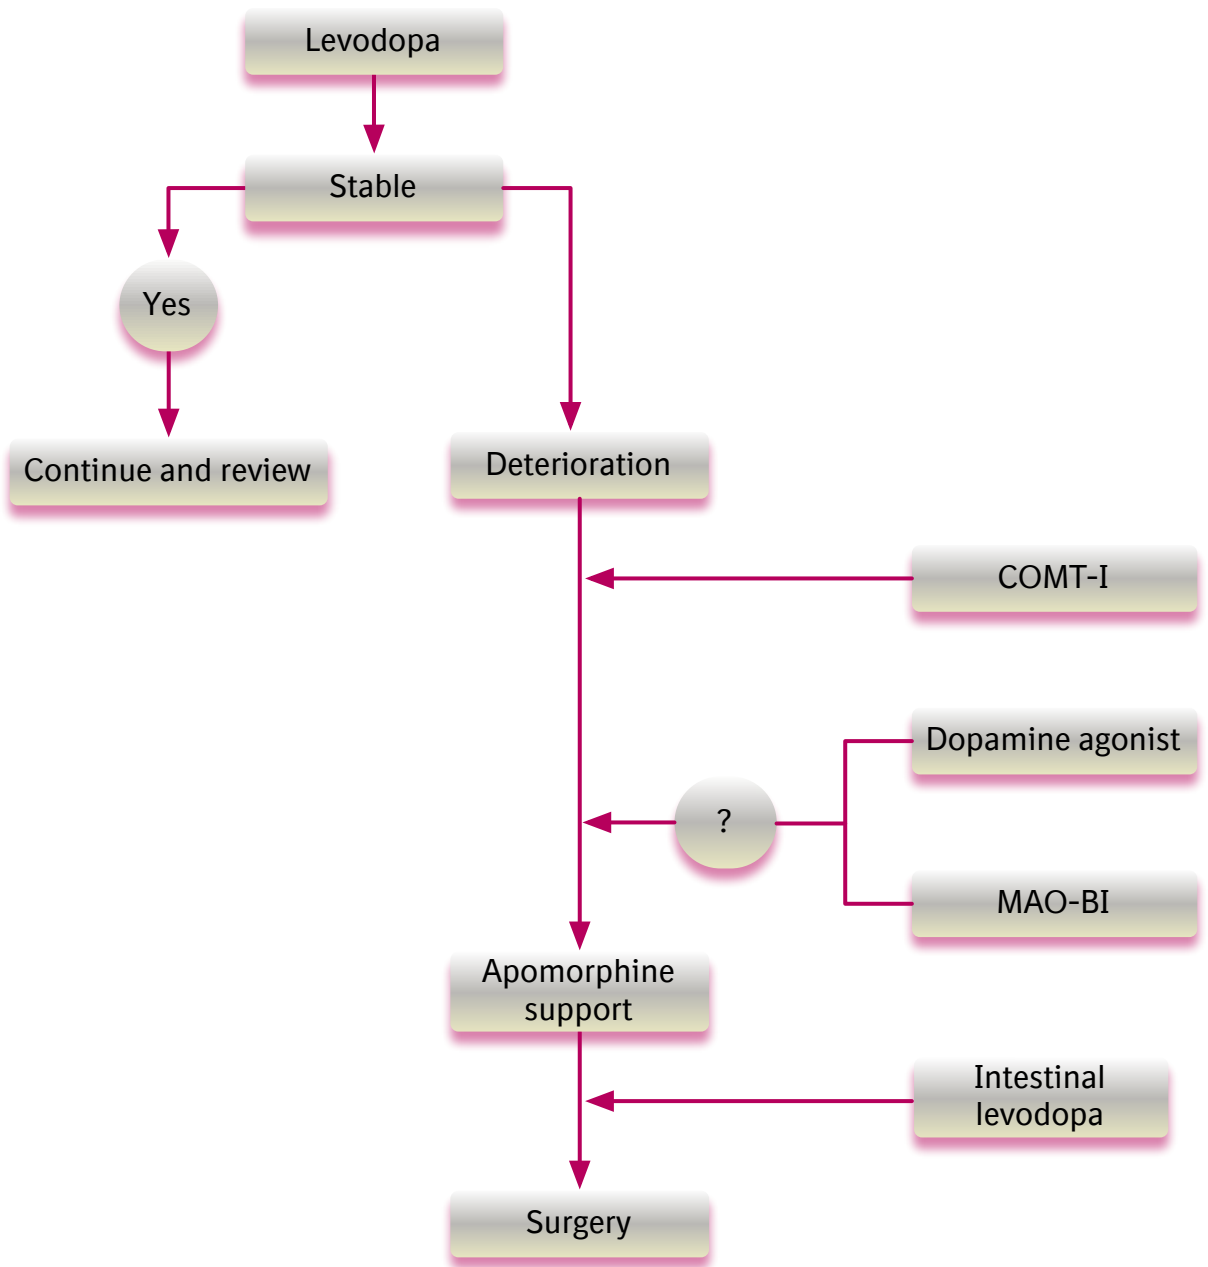 Levodopa
Stable
Yes
Continue and review
Deterioration
COMT-I
Dopamine agonist
?
MAO-BI
Apomorphine
support
Intestinal
levodopa
Surgery